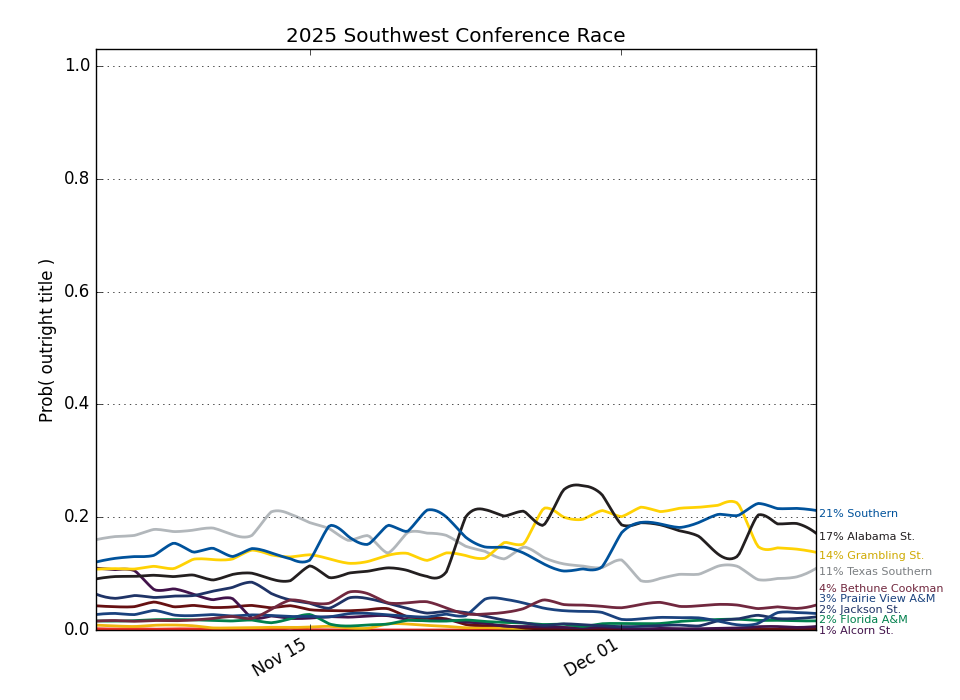 2025 Southwest Conference Race
Prob( outright title )
1.0
0.8
0.6
0.4
0.2
0.0
Nov 15
Dec 01
21% Southern
17% Alabama St.
14% Grambling St.
11% Texas Southern
4% Bethune Cookman
3% Prairie View A&M
2% Jackson St.
2% Florida A&M
1% Alcorn St.